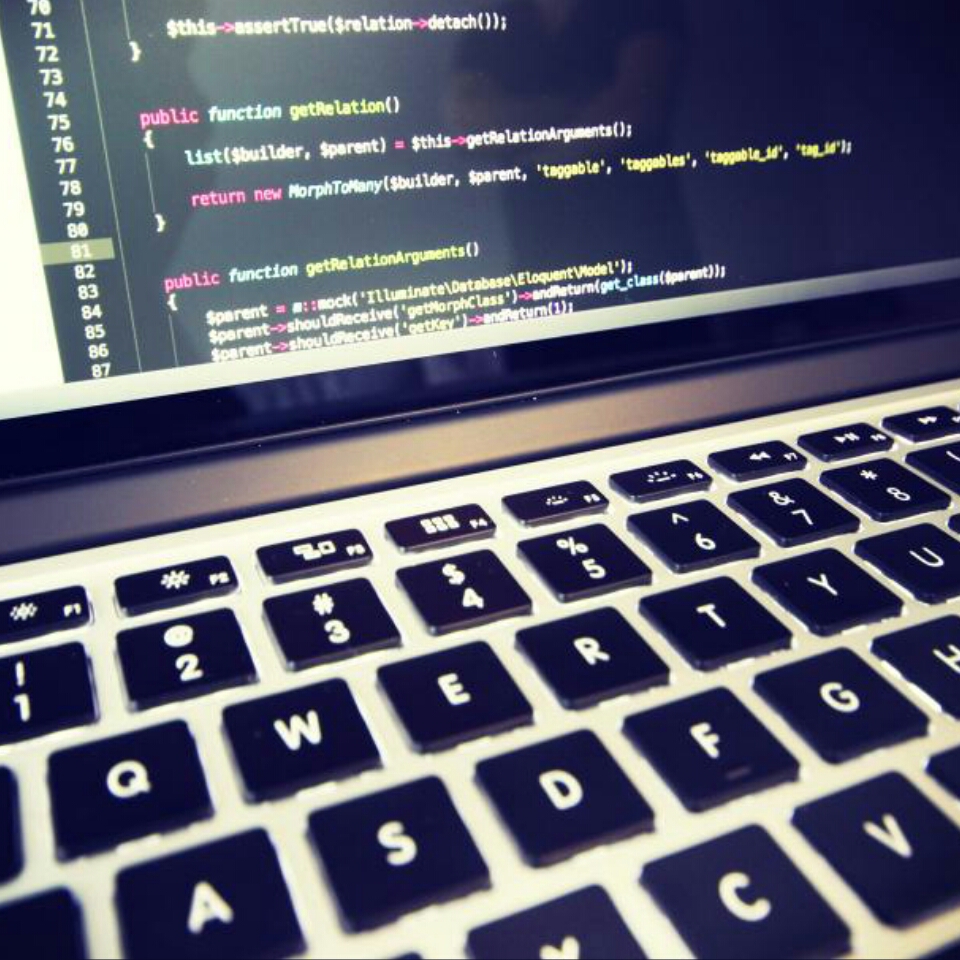 70
71 $this->assertTrue($relation->detach());
72 }
73
74
75 public function getRelation()
76 {
77 list($builder, $parent) = $this->getRelationArguments();
78
79 return new MorphToMany($builder, $parent, 'taggable', 'taggables', 'taggable_id', 'tag_id');
80 }
81
82
83 public function getRelationArguments()
84 {
85 $parent = m::mock('Illuminate\Database\Eloquent\Model');
86 $parent->shouldReceive('getMorphClass')->andReturn(get_class($parent));
87 $parent->shouldReceive('getKey')->andReturn(1);
F1 F2 F3 F4 F5 F6 F7 F8
! @ # $ % ^ & *
1 2 3 4 5 6 7 8
Q W E R T Y U
A S D F G H
C V